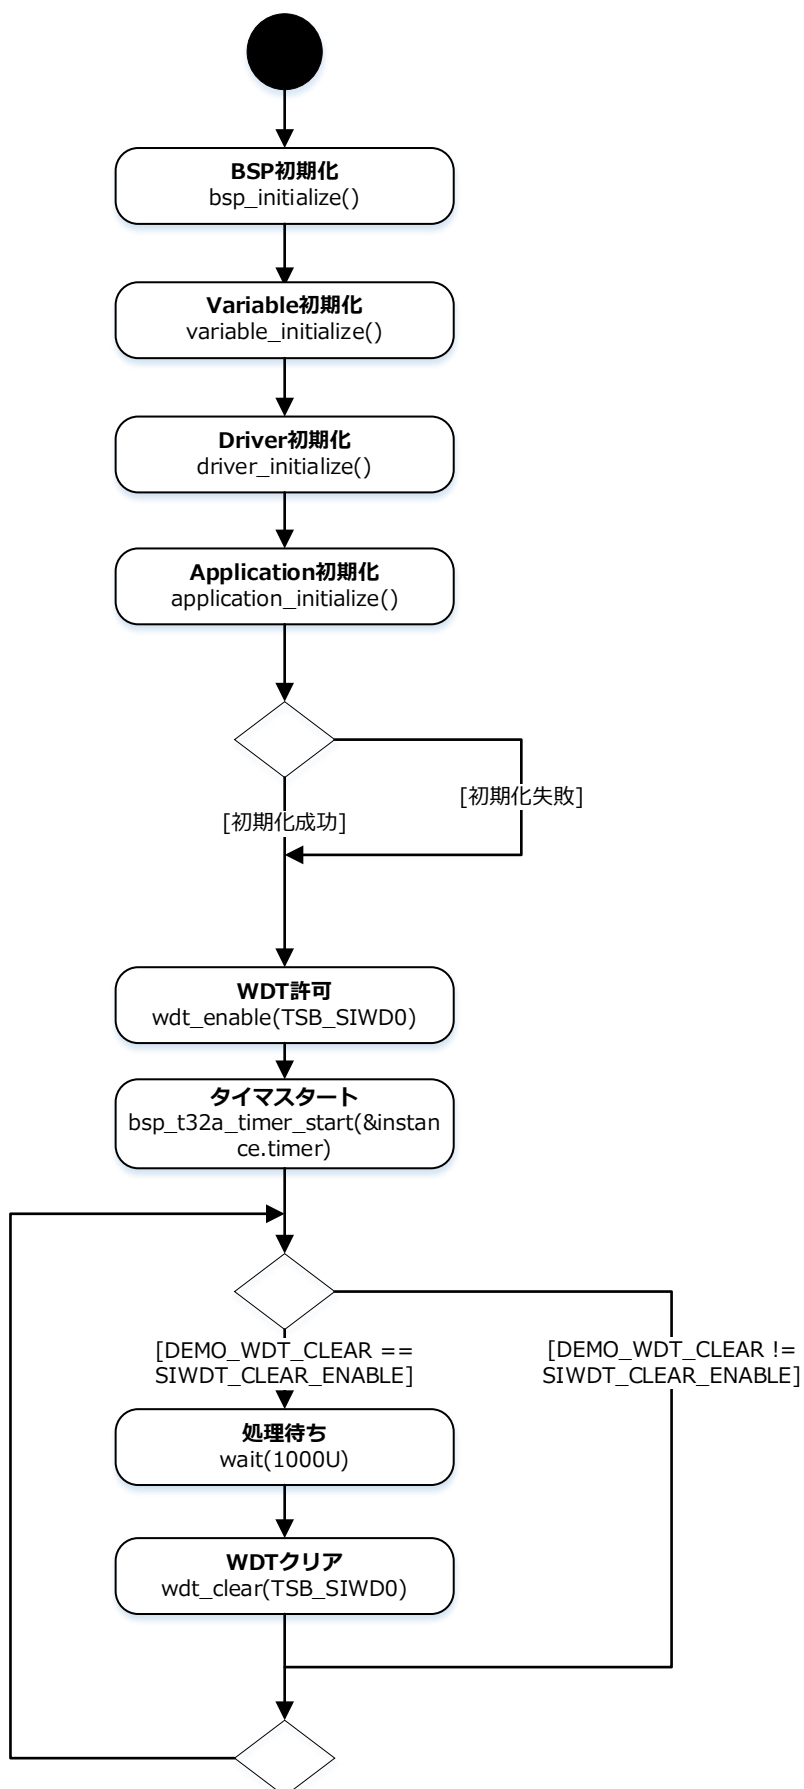 BSP初期化
bsp_initialize()
Variable初期化
variable_initialize()
Driver初期化
driver_initialize()
Application初期化
application_initialize()
[初期化失敗]
[初期化成功]
WDT許可
wdt_enable(TSB_SIWD0)
タイマスタート
bsp_t32a_timer_start(&instan
ce.timer)
[DEMO_WDT_CLEAR ==
SIWDT_CLEAR_ENABLE]
[DEMO_WDT_CLEAR !=
SIWDT_CLEAR_ENABLE]
処理待ち
wait(1000U)
WDTクリア
wdt_clear(TSB_SIWD0)